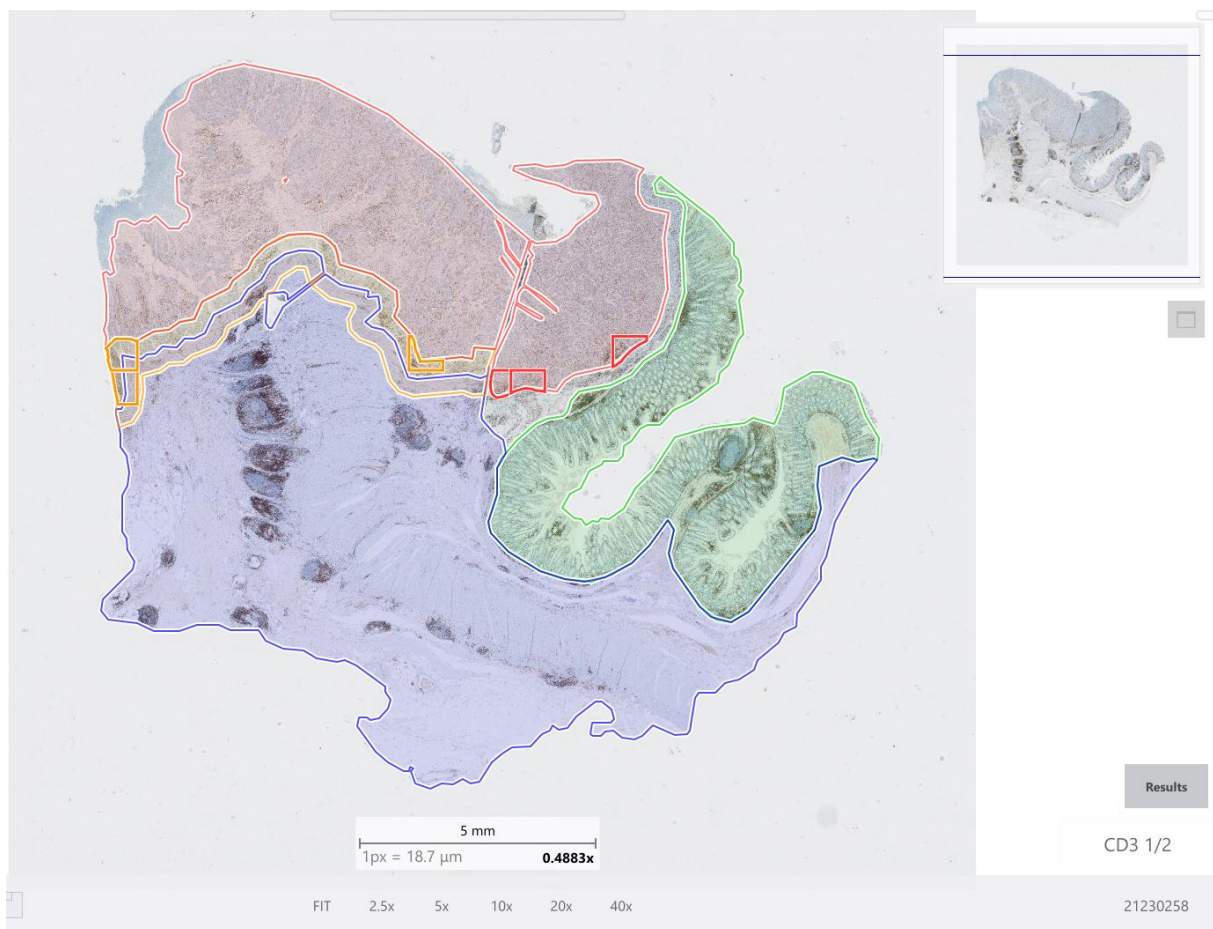 Results
CD3 1/2
5 mm
1px = 18.7 µm 0.4883x
FIT 2.5x 5x 10x 20x 40x 21230258